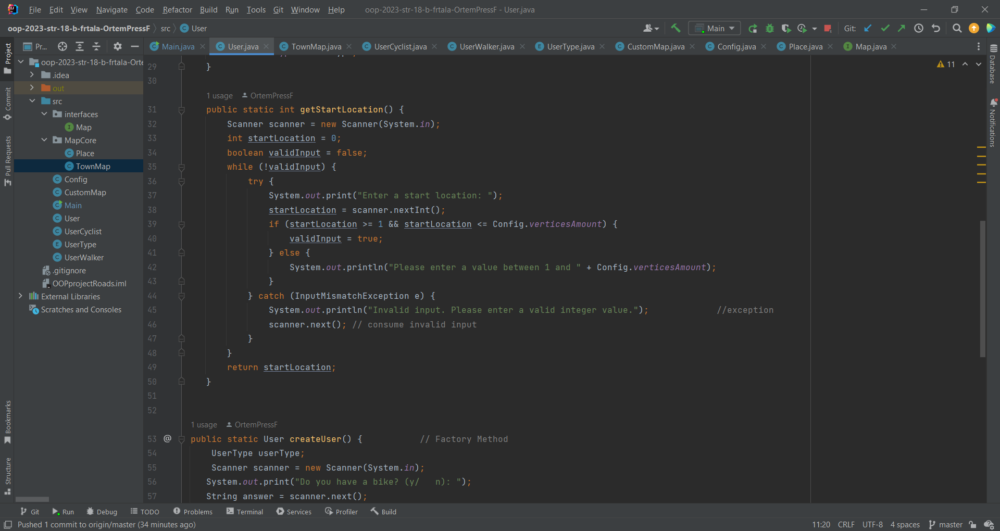 File Edit View Navigate Code Refactor Build Run Tools Git Window Help oop-2023-str-18-b-frtala-OrtemPressF - User.java
oop-2023-str-18-b-frtala-OrtemPressF src User Main Git:
Pr... Main.java User.java TownMap.java UserCyclist.java UserWalker.java UserType.java CustomMap.java Config.java Place.java Map.java
Project
Commit
Pull Requests
Bookmarks
Structure
oop-2023-str-18-b-frtala-Orte
.idea
out
src
interfaces
Map
MapCore
Place
TownMap
Config
CustomMap
Main
User
UserCyclist
UserType
UserWalker
.gitignore
OOPprojectRoads.iml
External Libraries
Scratches and Consoles
11
29 }
30
1 usage OrtemPressF
31 public static int getStartLocation() {
32 Scanner scanner = new Scanner(System.in);
33 int startLocation = 0;
34 boolean validInput = false;
35 while (!validInput) {
36 try {
37 System.out.print("Enter a start location: ");
38 startLocation = scanner.nextInt();
39 if (startLocation >= 1 && startLocation <= Config.verticesAmount) {
40 validInput = true;
41 } else {
42 System.out.println("Please enter a value between 1 and " + Config.verticesAmount);
43 }
44 } catch (InputMismatchException e) {
45 System.out.println("Invalid input. Please enter a valid integer value."); //exception
46 scanner.next(); // consume invalid input
47 }
48 }
49 return startLocation;
50 }
51
52
1 usage OrtemPressF
53 @ public static User createUser() { // Factory Method
54 UserType userType;
55 Scanner scanner = new Scanner(System.in);
56 System.out.print("Do you have a bike? (y/ n): ");
57 String answer = scanner.next();
Database
Notifications
Git Run Debug TODO Problems Terminal Services Profiler Build
Pushed 1 commit to origin/master (34 minutes ago) 11:20 CRLF UTF-8 4 spaces master